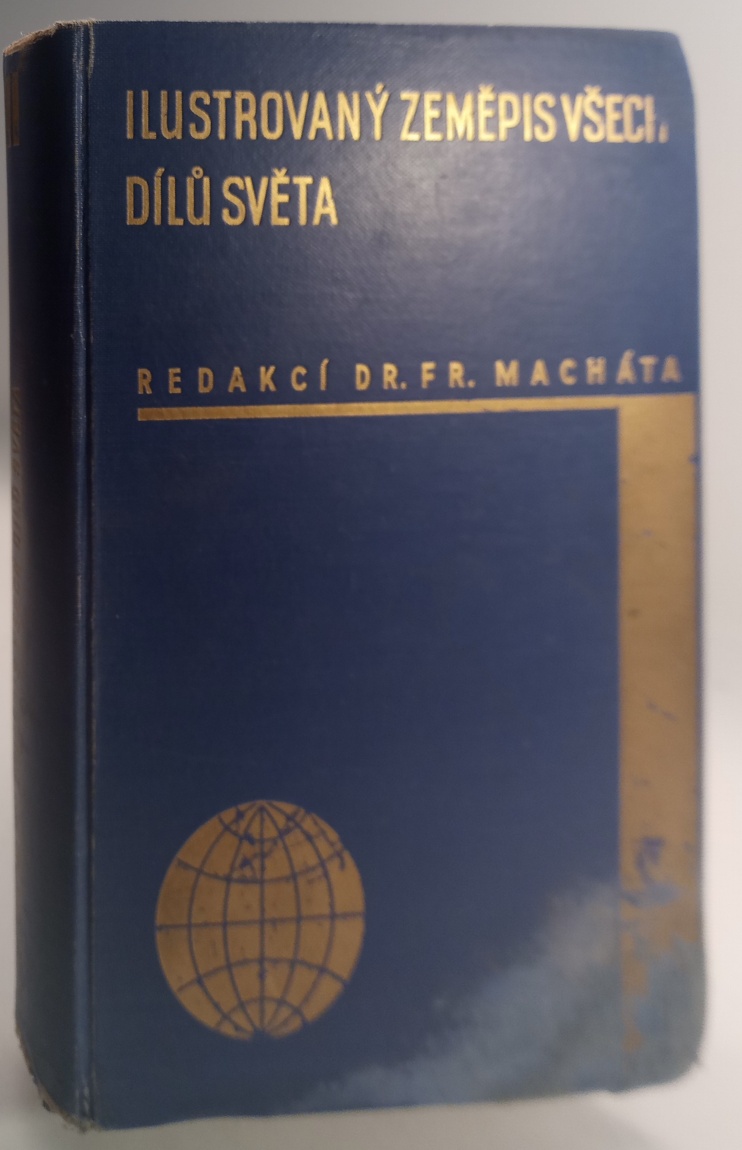 ILUSTROVANÝ ZEMĚPIS VŠECH
DÍLŮ SVĚTA
REDAKCÍ DR. FR. MACHÁTA